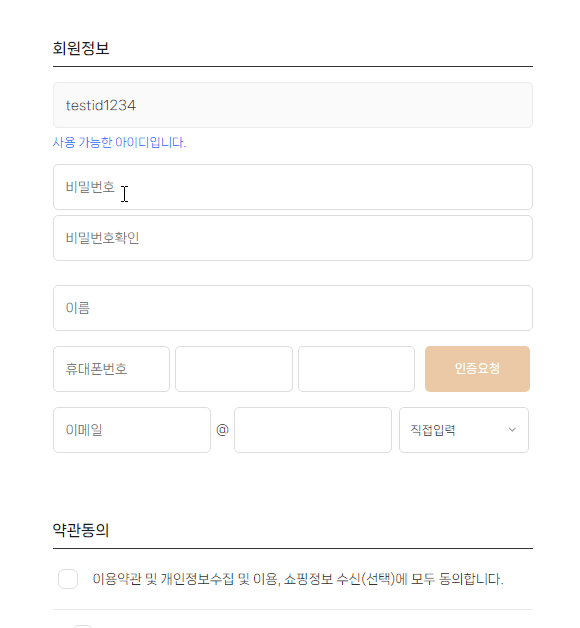 회원정보
testid1234
사용 가능한 아이디입니다.
비밀번호
비밀번호확인
이름
휴대폰번호 인증요청
이메일 @ 직접입력
약관동의
이용약관 및 개인정보수집 및 이용, 쇼핑정보 수신(선택)에 모두 동의합니다.